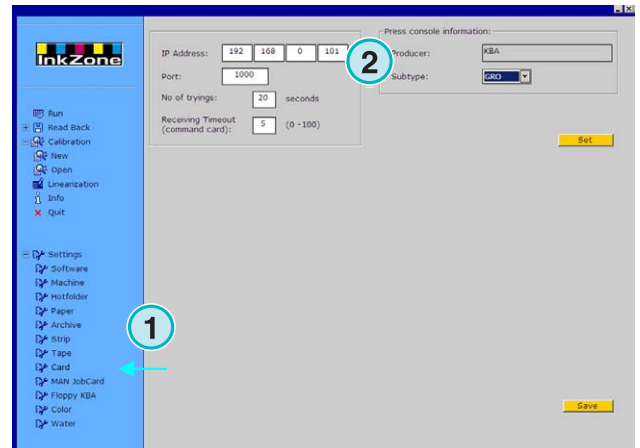 InkZone
Run
Read Back
Calibration
New
Open
Linearization
Info
Quit
Settings
Software
Machine
Hotfolder
Paper
Archive
Strip
Tape
Card
MAN JobCard
Floppy KBA
Color
Water
1
IP Address: 192 168 0 101
Port: 1000
No of tryings: 20 seconds
Receiving Timeout
(command card): 5 (0 -100)
2
Press console information:
Producer: KBA
Subtype: GRO
Set
Save